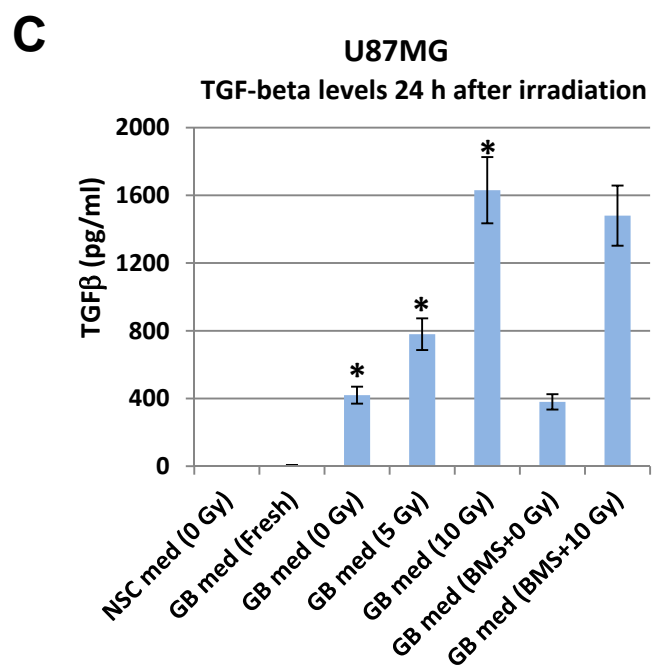 C
U87MG
TGF-beta levels 24 h after irradiation
TGFβ (pg/ml)
2000
1600
1200
800
400
0
*
*
*
NSC med (0 Gy)
GB med (Fresh)
GB med (0 Gy)
GB med (5 Gy)
GB med (10 Gy)
GB med (BMS+0 Gy)
GB med (BMS+10 Gy)